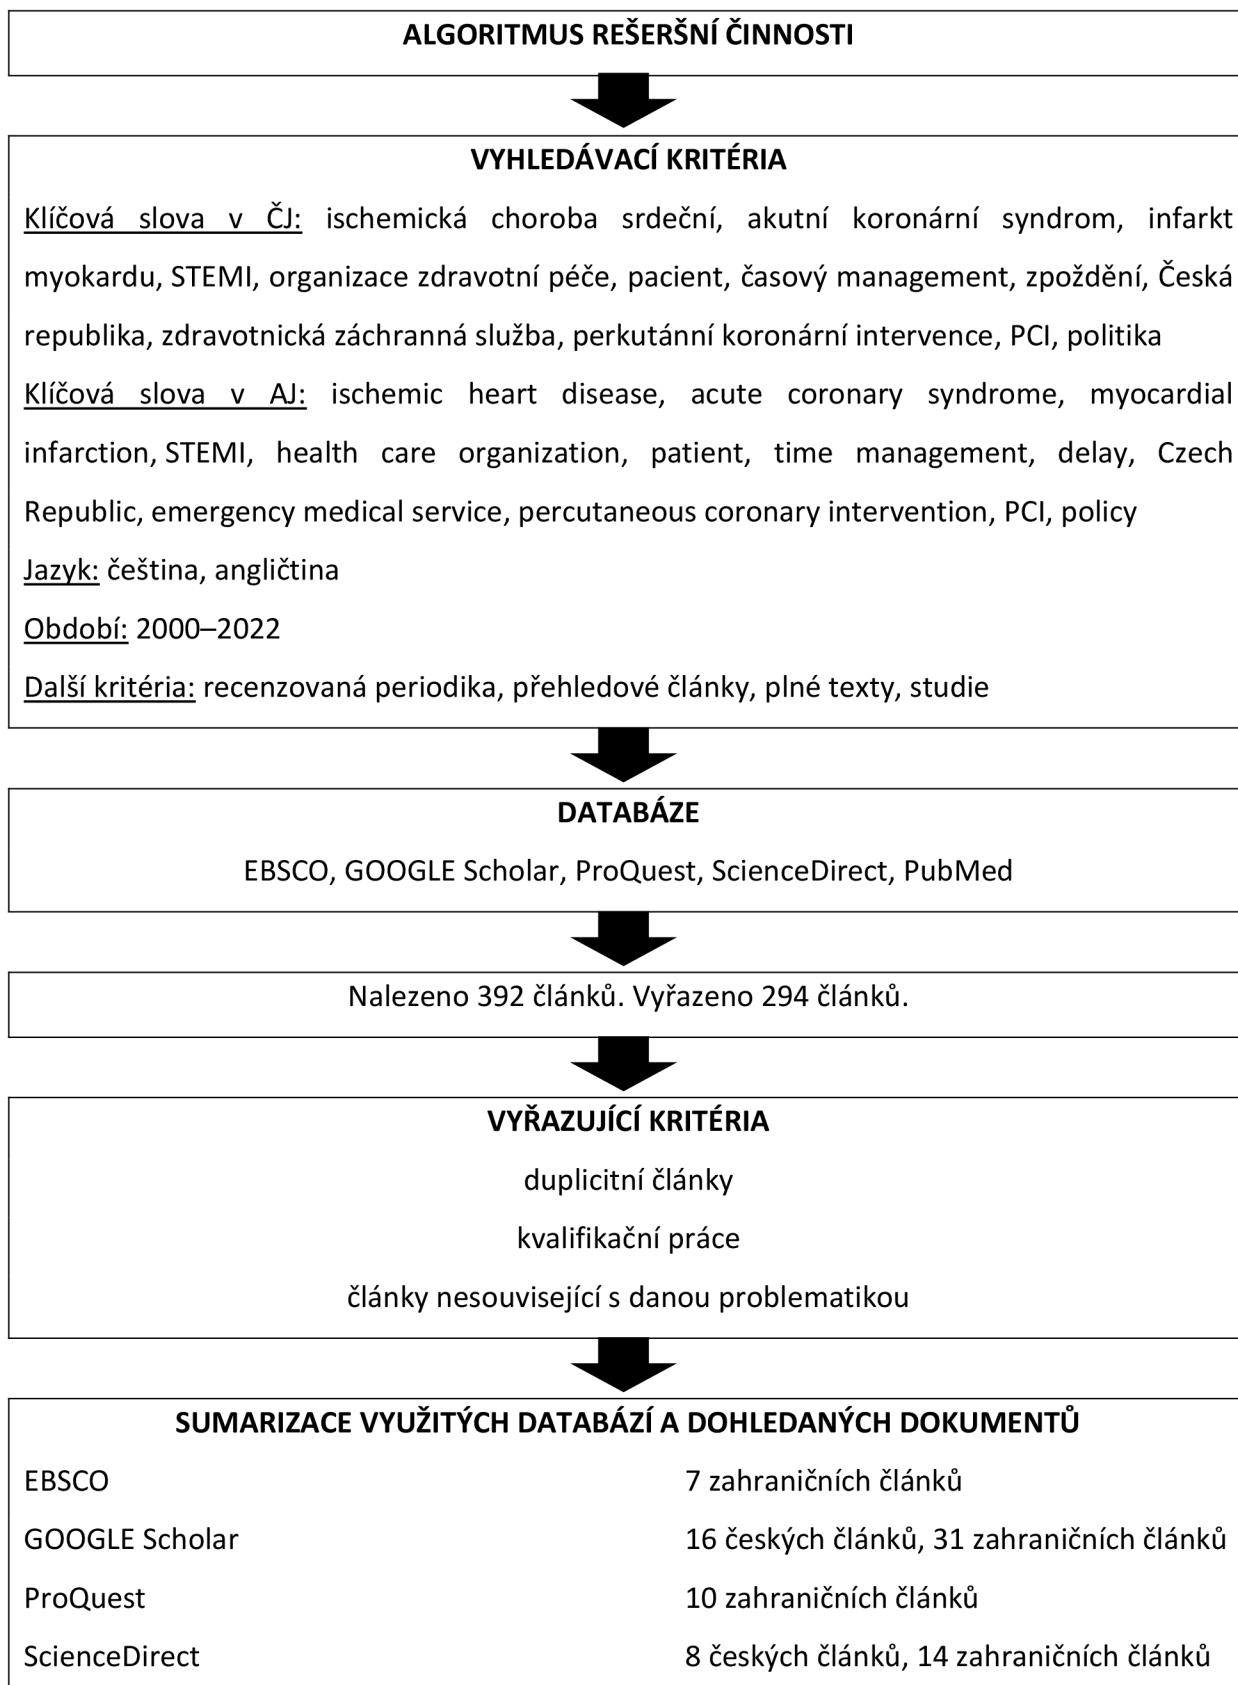 ALGORITMUS REŠERŠNÍ ČINNOSTI
VYHLEDÁVACÍ KRITÉRIA
Klíčová slova v ČJ: ischemická choroba srdeční, akutní koronární syndrom, infarkt
myokardu, STEMI, organizace zdravotní péče, pacient, časový management, zpoždění, Česká
republika, zdravotnická záchranná služba, perkutánní koronární intervence, PCI, politika
Klíčová slova v AJ: ischemic heart disease, acute coronary syndrome, myocardial
infarction, STEMI, health care organization, patient, time management, delay, Czech
Republic, emergency medical service, percutaneous coronary intervention, PCI, policy
Jazyk: čeština, angličtina
Období: 2000–2022
Další kritéria: recenzovaná periodika, přehledové články, plné texty, studie
DATABÁZE
EBSCO, GOOGLE Scholar, ProQuest, ScienceDirect, PubMed
Nalezeno 392 článků. Vyřazeno 294 článků.
VYŘAZUJÍCÍ KRITÉRIA
duplicitní články
kvalifikační práce
články nesouvisející s danou problematikou
SUMARIZACE VYUŽITÝCH DATABÁZÍ A DOHLEDANÝCH DOKUMENTŮ
EBSCO 7 zahraničních článků
GOOGLE Scholar 16 českých článků, 31 zahraničních článků
ProQuest 10 zahraničních článků
ScienceDirect 8 českých článků, 14 zahraničních článků